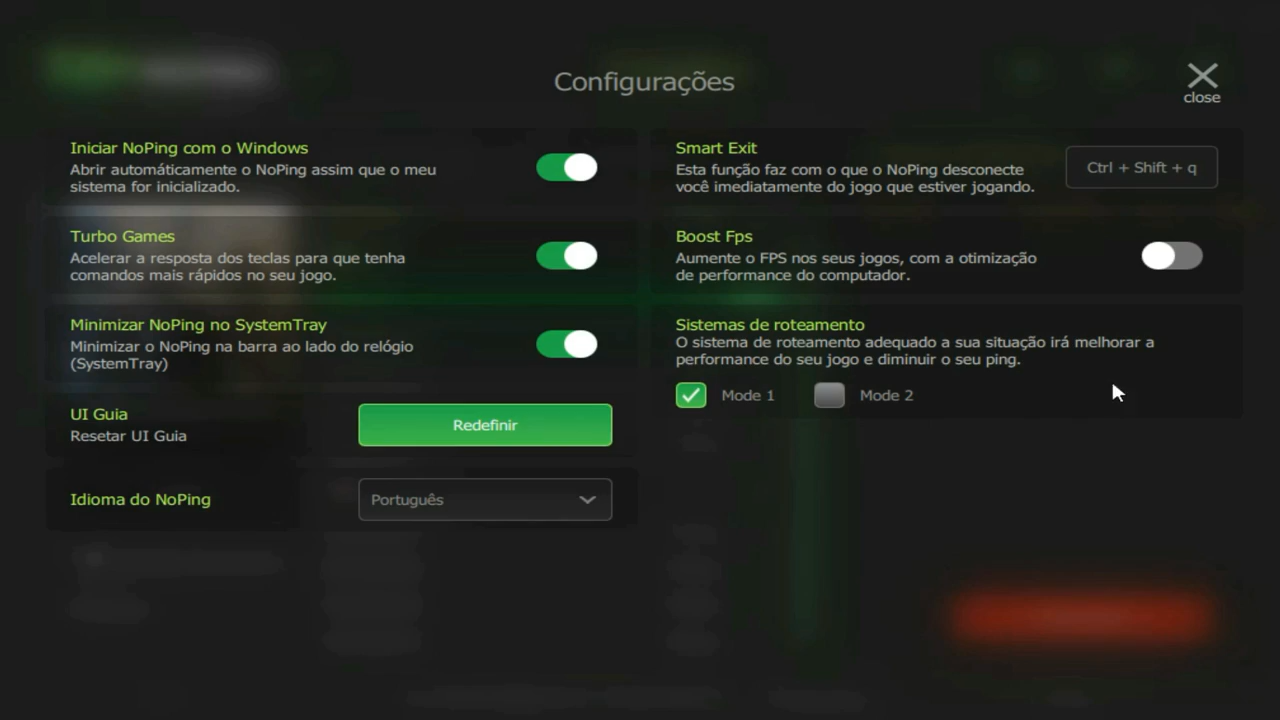 Configurações
close
Iniciar NoPing com o Windows
Abrir automáticamente o NoPing assim que o meu
sistema for inicializado.
Turbo Games
Acelerar a resposta dos teclas para que tenha
comandos mais rápidos no seu jogo.
Minimizar NoPing no SystemTray
Minimizar o NoPing na barra ao lado do relógio
(SystemTray)
UI Guia
Resetar UI Guia
Redefinir
Idioma do NoPing
Português
Smart Exit
Esta função faz com o que o NoPing desconecte
você imediatamente do jogo que estiver jogando.
Ctrl + Shift + q
Boost Fps
Aumente o FPS nos seus jogos, com a otimização
de performance do computador.
Sistemas de roteamento
O sistema de roteamento adequado a sua situação irá melhorar a
performance do seu jogo e diminuir o seu ping.
Mode 1
Mode 2